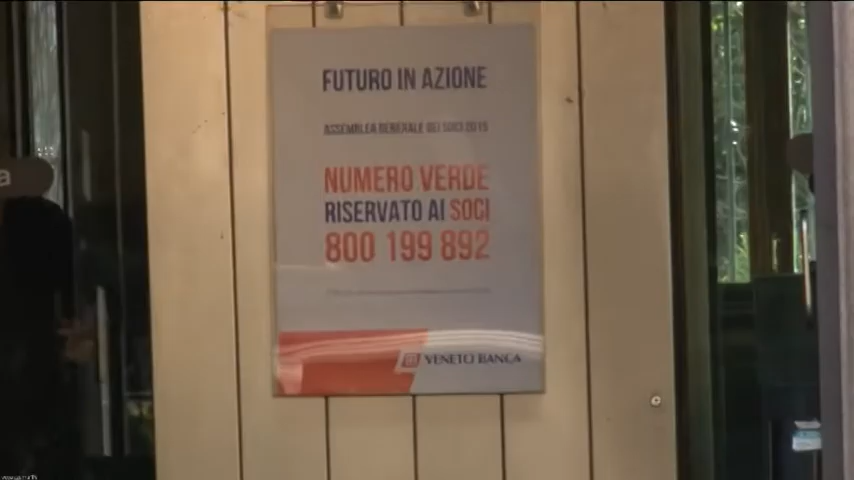 FUTURO IN AZIONE
ASSEMBLEA GENERALE DEI SOCI 2015
NUMERO VERDE
RISERVATO AI SOCI
800 199 892
VENETO BANCA
a